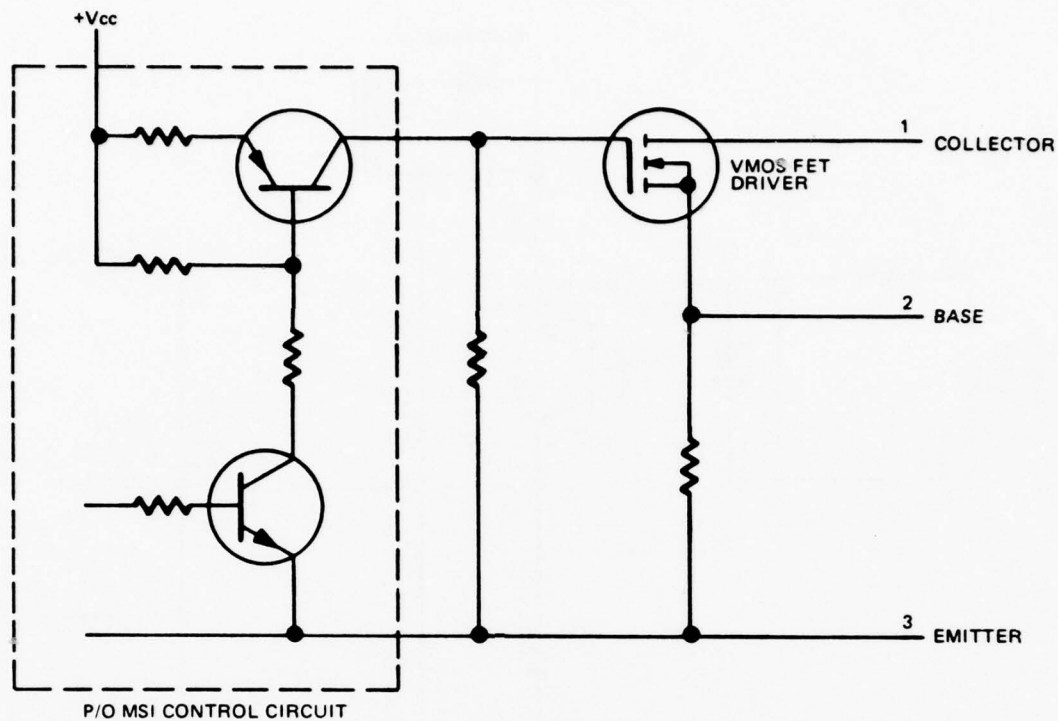 +Vcc
1
COLLECTOR
VMOS FET
DRIVER
2
BASE
3
EMITTER
P/O MSI CONTROL CIRCUIT